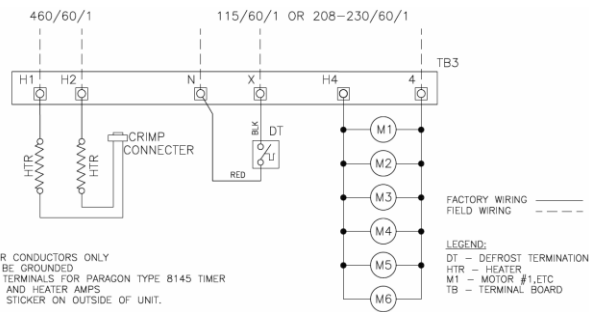 460/60/1
115/60/1 OR 208-230/60/1
TB3
H1 H2 N X H4 4
HTR
HTR
CRIMP
CONNECTER
BLK
DT
RED
M1
M2
M3
M4
M5
M6
FACTORY WIRING
FIELD WIRING
LEGEND:
DT - DEFROST TERMINATION
HTR - HEATER
M1 - MOTOR #1,ETC
TB - TERMINAL BOARD
R CONDUCTORS ONLY
BE GROUNDED
TERMINALS FOR PARAGON TYPE 8145 TIMER
AND HEATER AMPS
STICKER ON OUTSIDE OF UNIT.